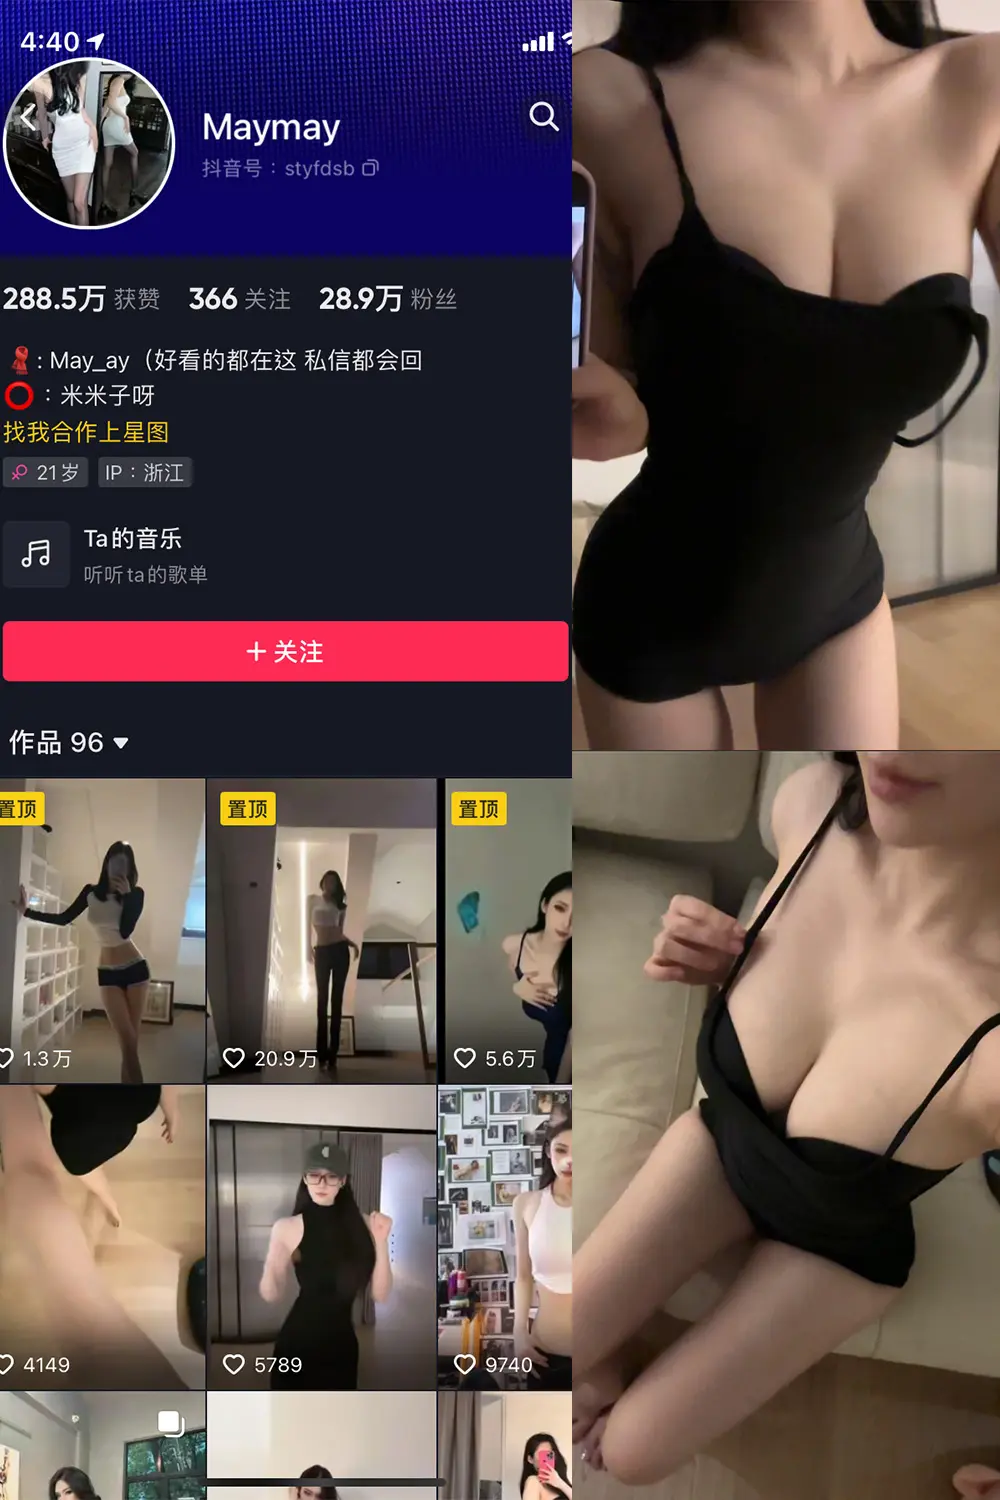 4:40
Maymay
抖音号：styfdsb
288.5万 获赞 366 关注 28.9万 粉丝
: May_ay（好看的都在这 私信都会回
：米米子呀
找我合作上星图
21岁 IP：浙江
Ta的音乐
听听ta的歌单
+ 关注
作品 96
置顶 置顶 置顶
1.3万 20.9万 5.6万
4149 5789 9740